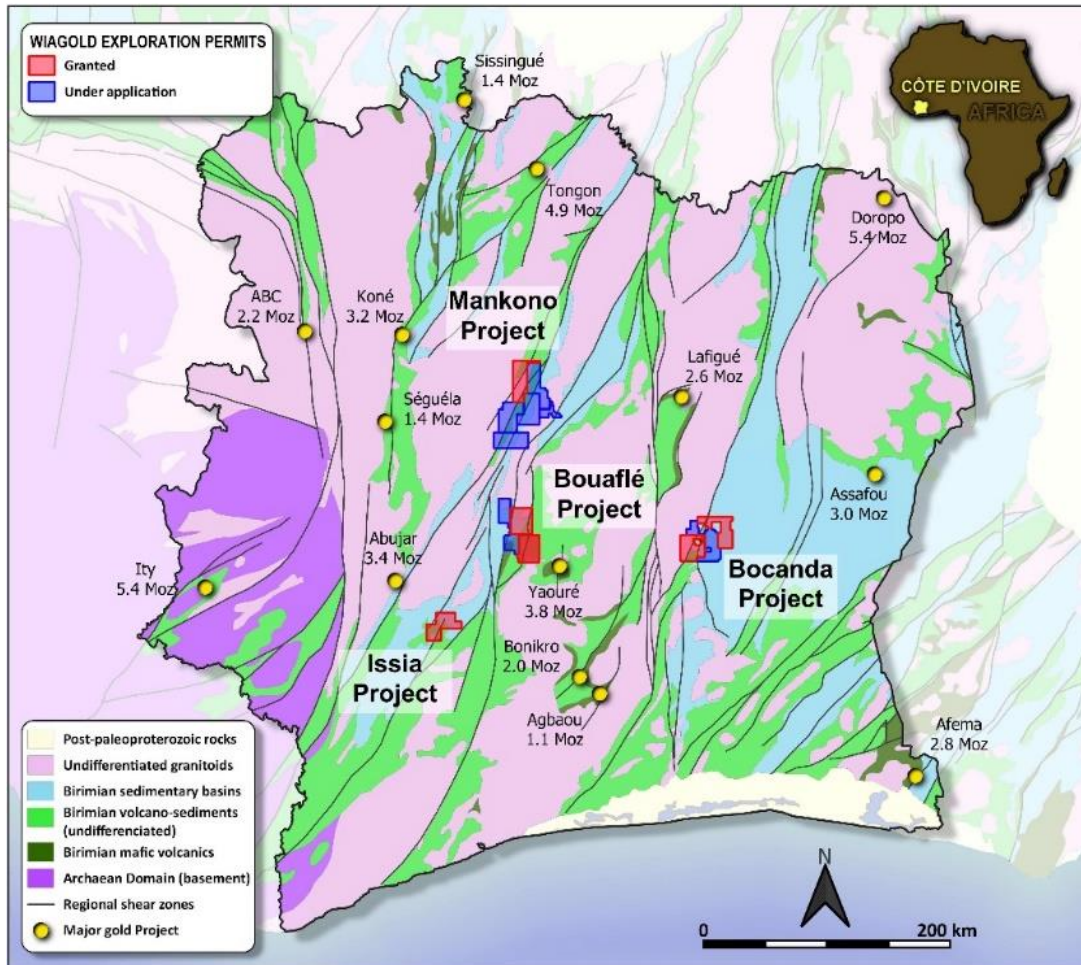 WIAGOLD EXPLORATION PERMITS
Granted
Under application
CÔTE D'IVOIRE
AFRICA
Sissingué
1.4 Moz
Tongon
4.9 Moz
Doropo
5.4 Moz
ABC
2.2 Moz
Koné
3.2 Moz
Mankono
Project
Lafigué
2.6 Moz
Séguéla
1.4 Moz
Bouaflé
Project
Assafou
3.0 Moz
Abujar
3.4 Moz
Ity
5.4 Moz
Yaouré
3.8 Moz
Bocanda
Project
Issia
Project
Bonikro
2.0 Moz
Agbaou
1.1 Moz
Afema
2.8 Moz
Post-paleoproterozoic rocks
Undifferentiated granitoids
Birimian sedimentary basins
Birimian volcano-sediments
(undifferenciated)
Birimian mafic volcanics
Archaean Domain (basement)
Regional shear zones
Major gold Project
N
0 200 km